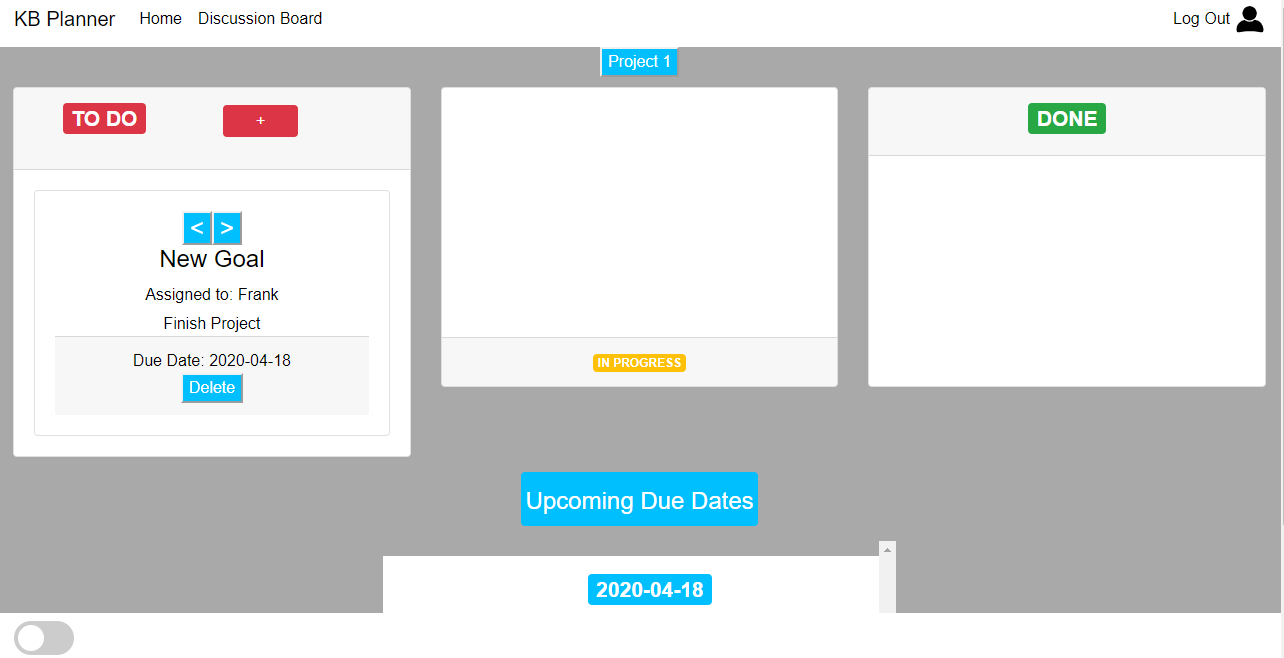 KB Planner Home Discussion Board Log Out
Project 1
TO DO + DONE
< >
New Goal
Assigned to: Frank
Finish Project
Due Date: 2020-04-18
Delete
IN PROGRESS
Upcoming Due Dates
2020-04-18